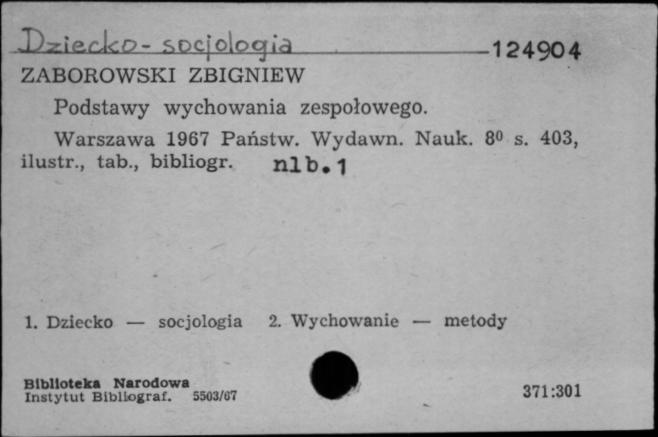 Dziecko - socjologia 124904
ZABOROWSKI ZBIGNIEW
Podstawy wychowania zespołowego.
Warszawa 1967 Państw. Wydawn. Nauk. 8⁰ s. 403,
ilustr., tab., bibliogr. nlb.1
1. Dziecko — socjologia 2. Wychowanie — metody
Biblioteka Narodowa
Instytut Bibliograf. 5503/67 371:301